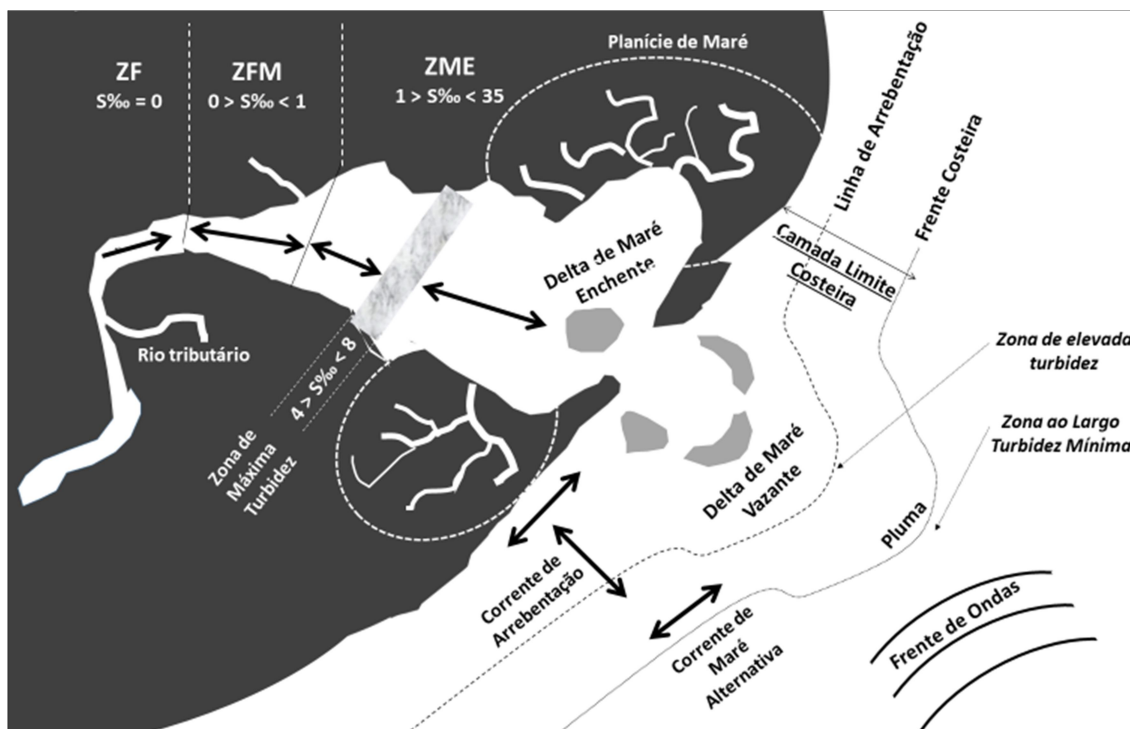 ZF
S‰ = 0
ZFM
0 > S‰ < 1
ZME
1 > S‰ < 35
Planície de Maré
Linha de Arrebentação
Frente Costeira
Camada Limite
Costeira
Delta de Maré
Enchente
Rio tributário
4 > S‰ < 8
Zona de
Máxima
Turbidez
Zona de elevada
turbidez
Zona ao Largo
Turbidez Mínima
Delta de Maré
Vazante
Pluma
Corrente de
Arrebentação
Corrente de
Maré
Alternativa
Frente de Ondas